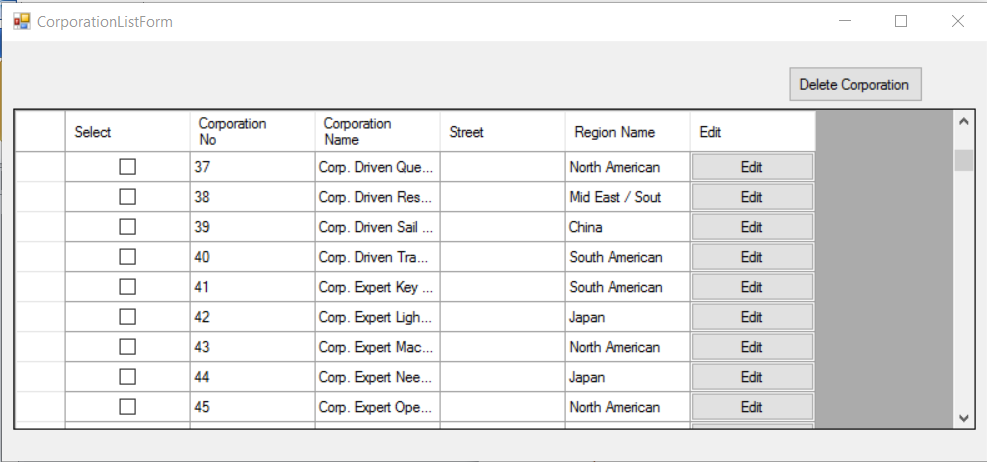 CorporationListForm
Delete Corporation
Select Corporation No Corporation Name Street Region Name Edit
37 Corp. Driven Que... North American Edit
38 Corp. Driven Res... Mid East / Sout Edit
39 Corp. Driven Sail ... China Edit
40 Corp. Driven Tra... South American Edit
41 Corp. Expert Key ... South American Edit
42 Corp. Expert Ligh... Japan Edit
43 Corp. Expert Mac... North American Edit
44 Corp. Expert Nee... Japan Edit
45 Corp. Expert Ope... North American Edit